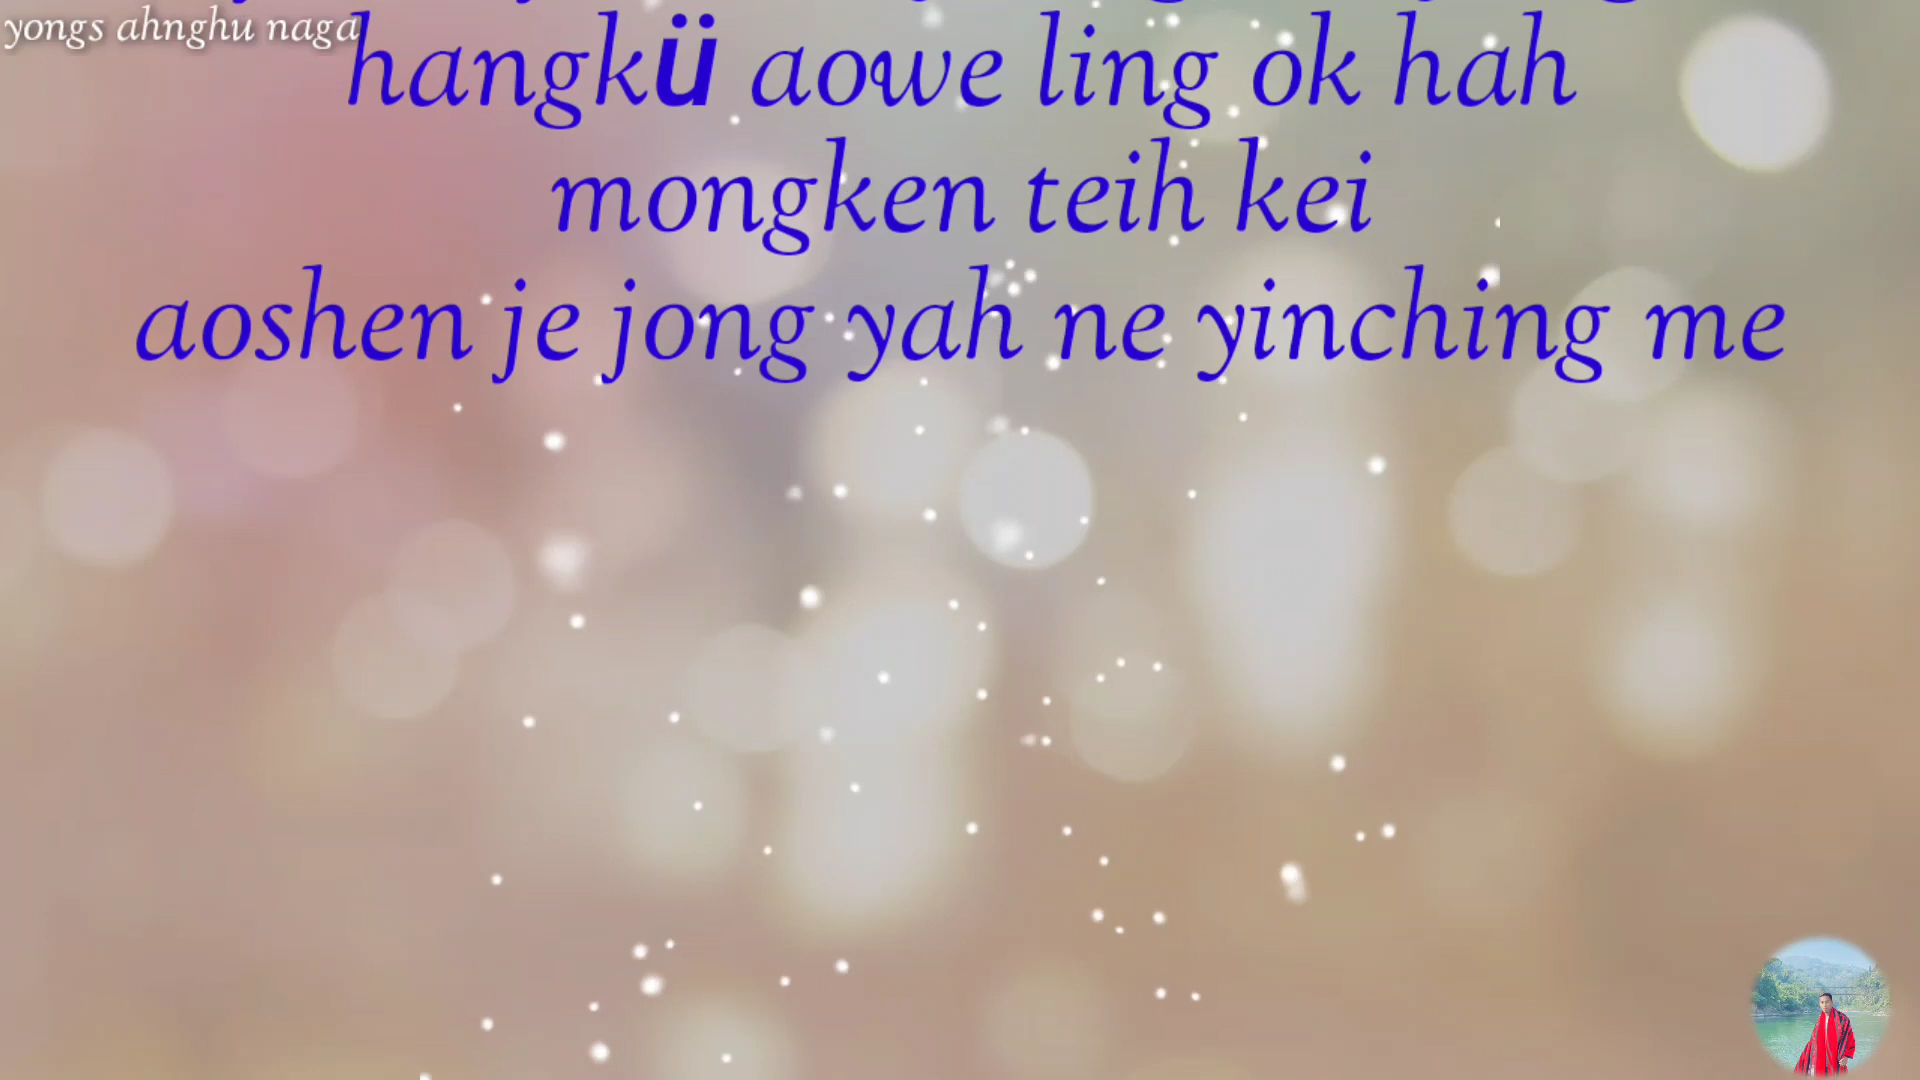 yongs ahnghu naga
hangkü aowe ling ok hah
mongken teih kei
aoshen je jong yah ne yinching me